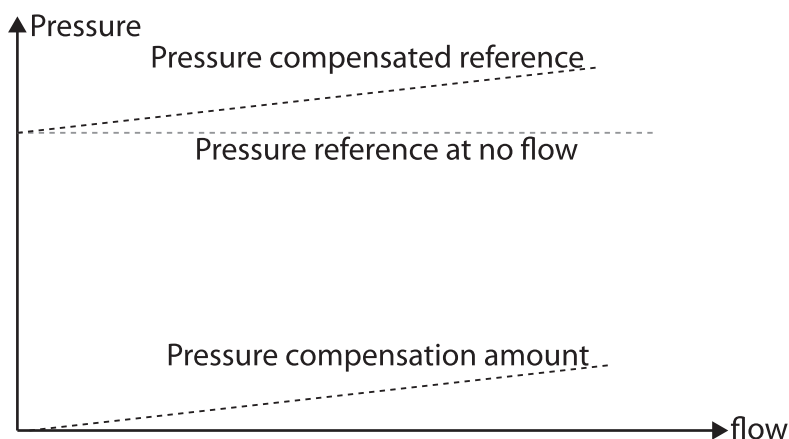 Pressure
Pressure compensated reference
Pressure reference at no flow
Pressure compensation amount
flow